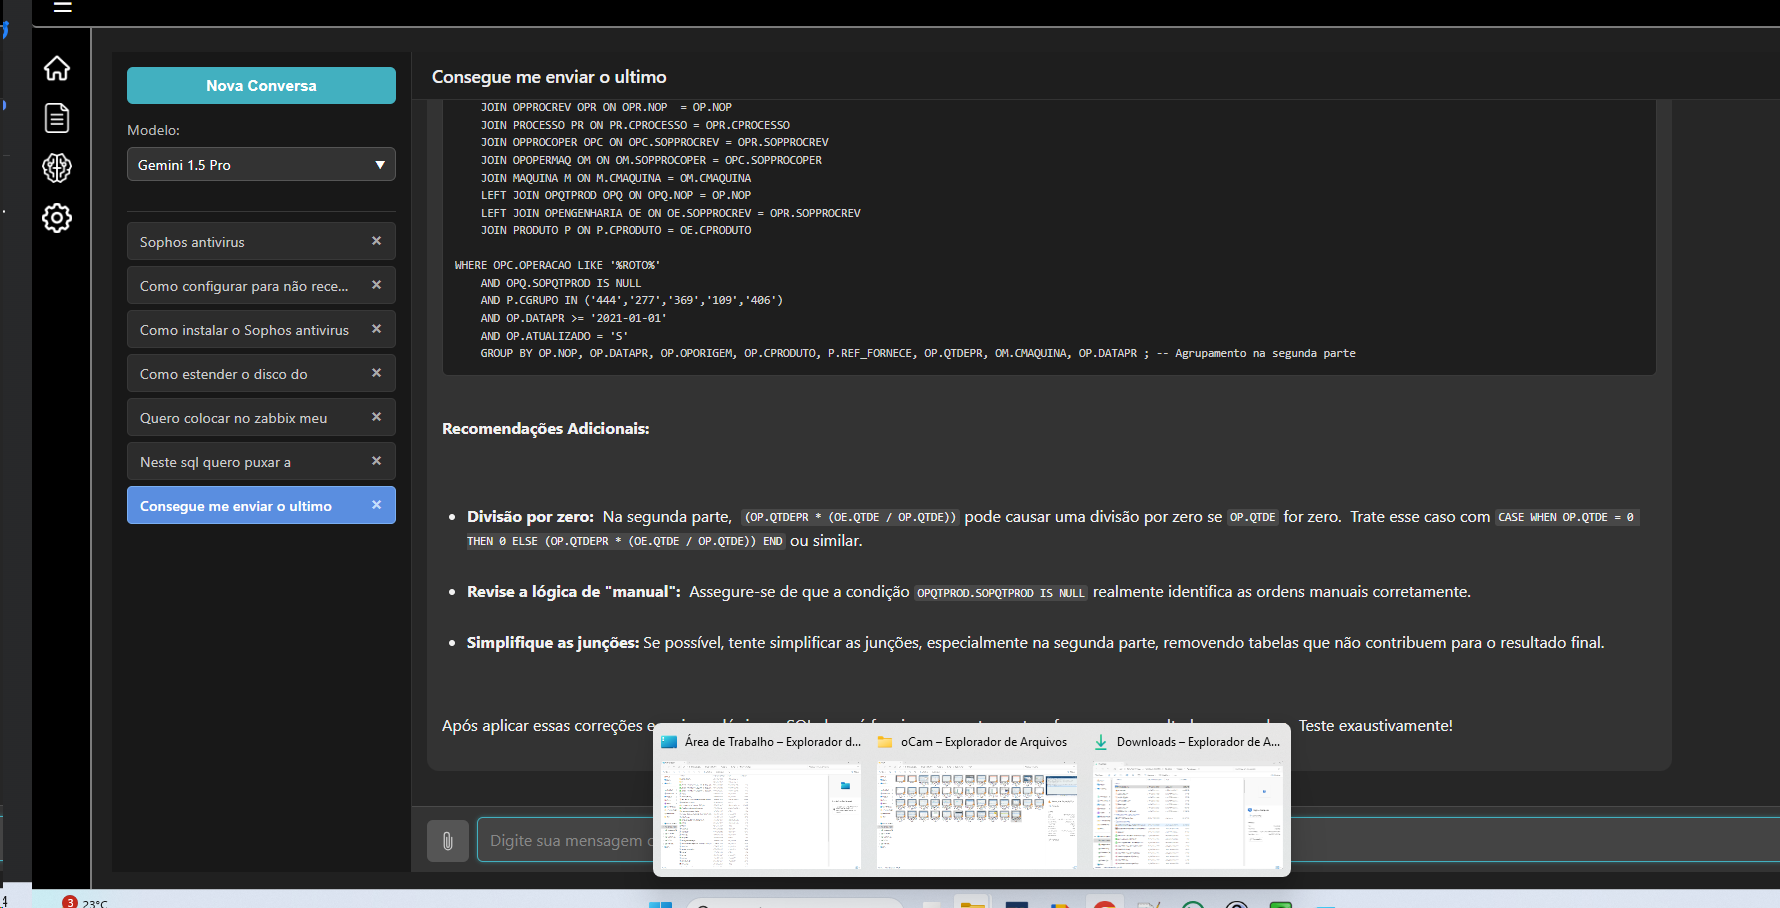 Nova Conversa
Modelo:
Gemini 1.5 Pro
Sophos antivirus
Como configurar para não rece...
Como instalar o Sophos antivirus
Como estender o disco do
Quero colocar no zabbix meu
Neste sql quero puxar a
Consegue me enviar o ultimo
Consegue me enviar o ultimo
JOIN OPPROCREV OPR ON OPR.NOP  = OP.NOP
JOIN PROCESSO PR ON PR.CPROCESSO = OPR.CPROCESSO
JOIN OPPROCOPER OPC ON OPC.SOPPROCREV = OPR.SOPPROCREV
JOIN OPOPERMAQ OM ON OM.SOPPROCOPER = OPC.SOPPROCOPER
JOIN MAQUINA M ON M.CMAQUINA = OM.CMAQUINA
LEFT JOIN OPQTPROD OPQ ON OPQ.NOP = OP.NOP
LEFT JOIN OPENGENHARIA OE ON OE.SOPPROCREV = OPR.SOPPROCREV
JOIN PRODUTO P ON P.CPRODUTO = OE.CPRODUTO
WHERE OPC.OPERACAO LIKE '%ROTO%'
AND OPQ.SOPQTPROD IS NULL
AND P.CGRUPO IN ('444','277','369','109','406')
AND OP.DATAPR >= '2021-01-01'
AND OP.ATUALIZADO = 'S'
GROUP BY OP.NOP, OP.DATAPR, OP.OPORIGEM, OP.CPRODUTO, P.REF_FORNECE, OP.QTDEPR, OM.CMAQUINA, OP.DATAPR ; -- Agrupamento na segunda parte
Recomendações Adicionais:
• Divisão por zero: Na segunda parte, (OP.QTDEPR * (OE.QTDE / OP.QTDE)) pode causar uma divisão por zero se OP.QTDE for zero. Trate esse caso com CASE WHEN OP.QTDE = 0
THEN 0 ELSE (OP.QTDEPR * (OE.QTDE / OP.QTDE)) END ou similar.
• Revise a lógica de "manual": Assegure-se de que a condição OPQTPROD.SOPQTPROD IS NULL realmente identifica as ordens manuais corretamente.
• Simplifique as junções: Se possível, tente simplificar as junções, especialmente na segunda parte, removendo tabelas que não contribuem para o resultado final.
Após aplicar essas correções e Teste exaustivamente!
Área de Trabalho – Explorador d...
oCam – Explorador de Arquivos
Downloads – Explorador de A...
Digite sua mensagem
3
23°C